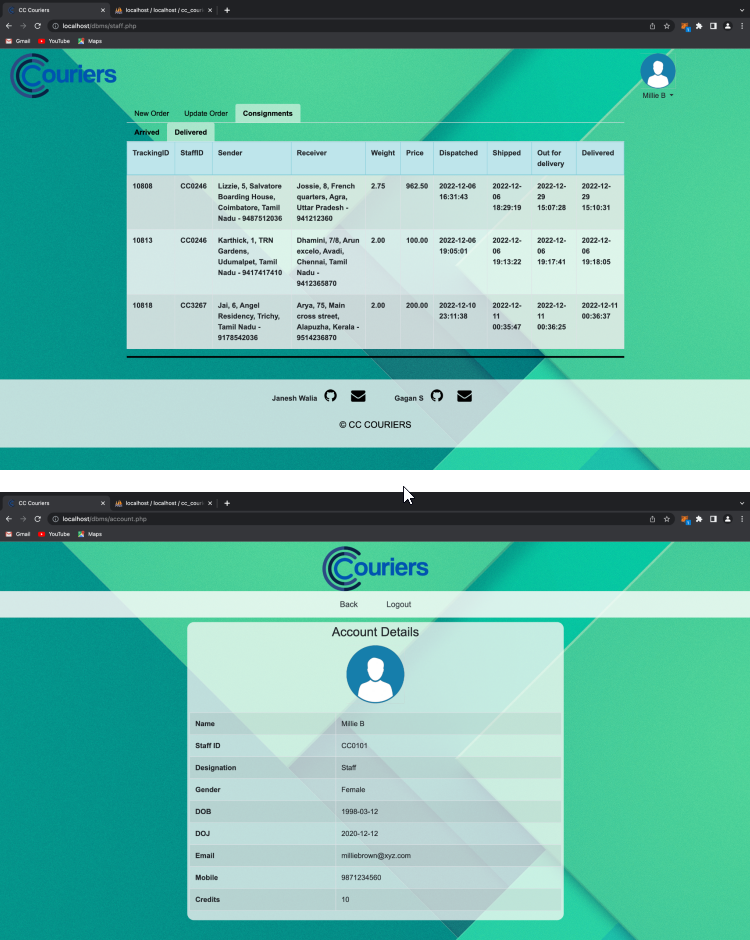 CC Couriers
localhost / localhost / cc_couri
localhost/dbms/staff.php
Gmail YouTube Maps
Couriers
Millie B
New Order Update Order Consignments
Arrived Delivered
TrackingID StaffID Sender Receiver Weight Price Dispatched Shipped Out for delivery Delivered
10808 CC0246 Lizzie, 5, Salvatore Boarding House, Coimbatore, Tamil Nadu - 9487512036 Jossie, 8, French quarters, Agra, Uttar Pradesh - 941212360 2.75 962.50 2022-12-06 16:31:43 2022-12-06 18:29:19 2022-12-29 15:07:28 2022-12-29 15:10:31
10813 CC0246 Karthick, 1, TRN Gardens, Udumalpet, Tamil Nadu - 9417417410 Dhamini, 7/8, Arun excelo, Avadi, Chennai, Tamil Nadu - 9412365870 2.00 100.00 2022-12-06 19:05:01 2022-12-06 19:13:22 2022-12-06 19:17:41 2022-12-06 19:18:05
10818 CC3267 Jai, 6, Angel Residency, Trichy, Tamil Nadu - 9178542036 Arya, 75, Main cross street, Alapuzha, Kerala - 9514236870 2.00 200.00 2022-12-10 23:11:38 2022-12-11 00:35:47 2022-12-11 00:36:25 2022-12-11 00:36:37
Janesh Walia Gagan S
© CC COURIERS
CC Couriers
localhost / localhost / cc_couri
localhost/dbms/account.php
Gmail YouTube Maps
Couriers
Back Logout
Account Details
Name Millie B
Staff ID CC0101
Designation Staff
Gender Female
DOB 1998-03-12
DOJ 2020-12-12
Email milliebrown@xyz.com
Mobile 9871234560
Credits 10